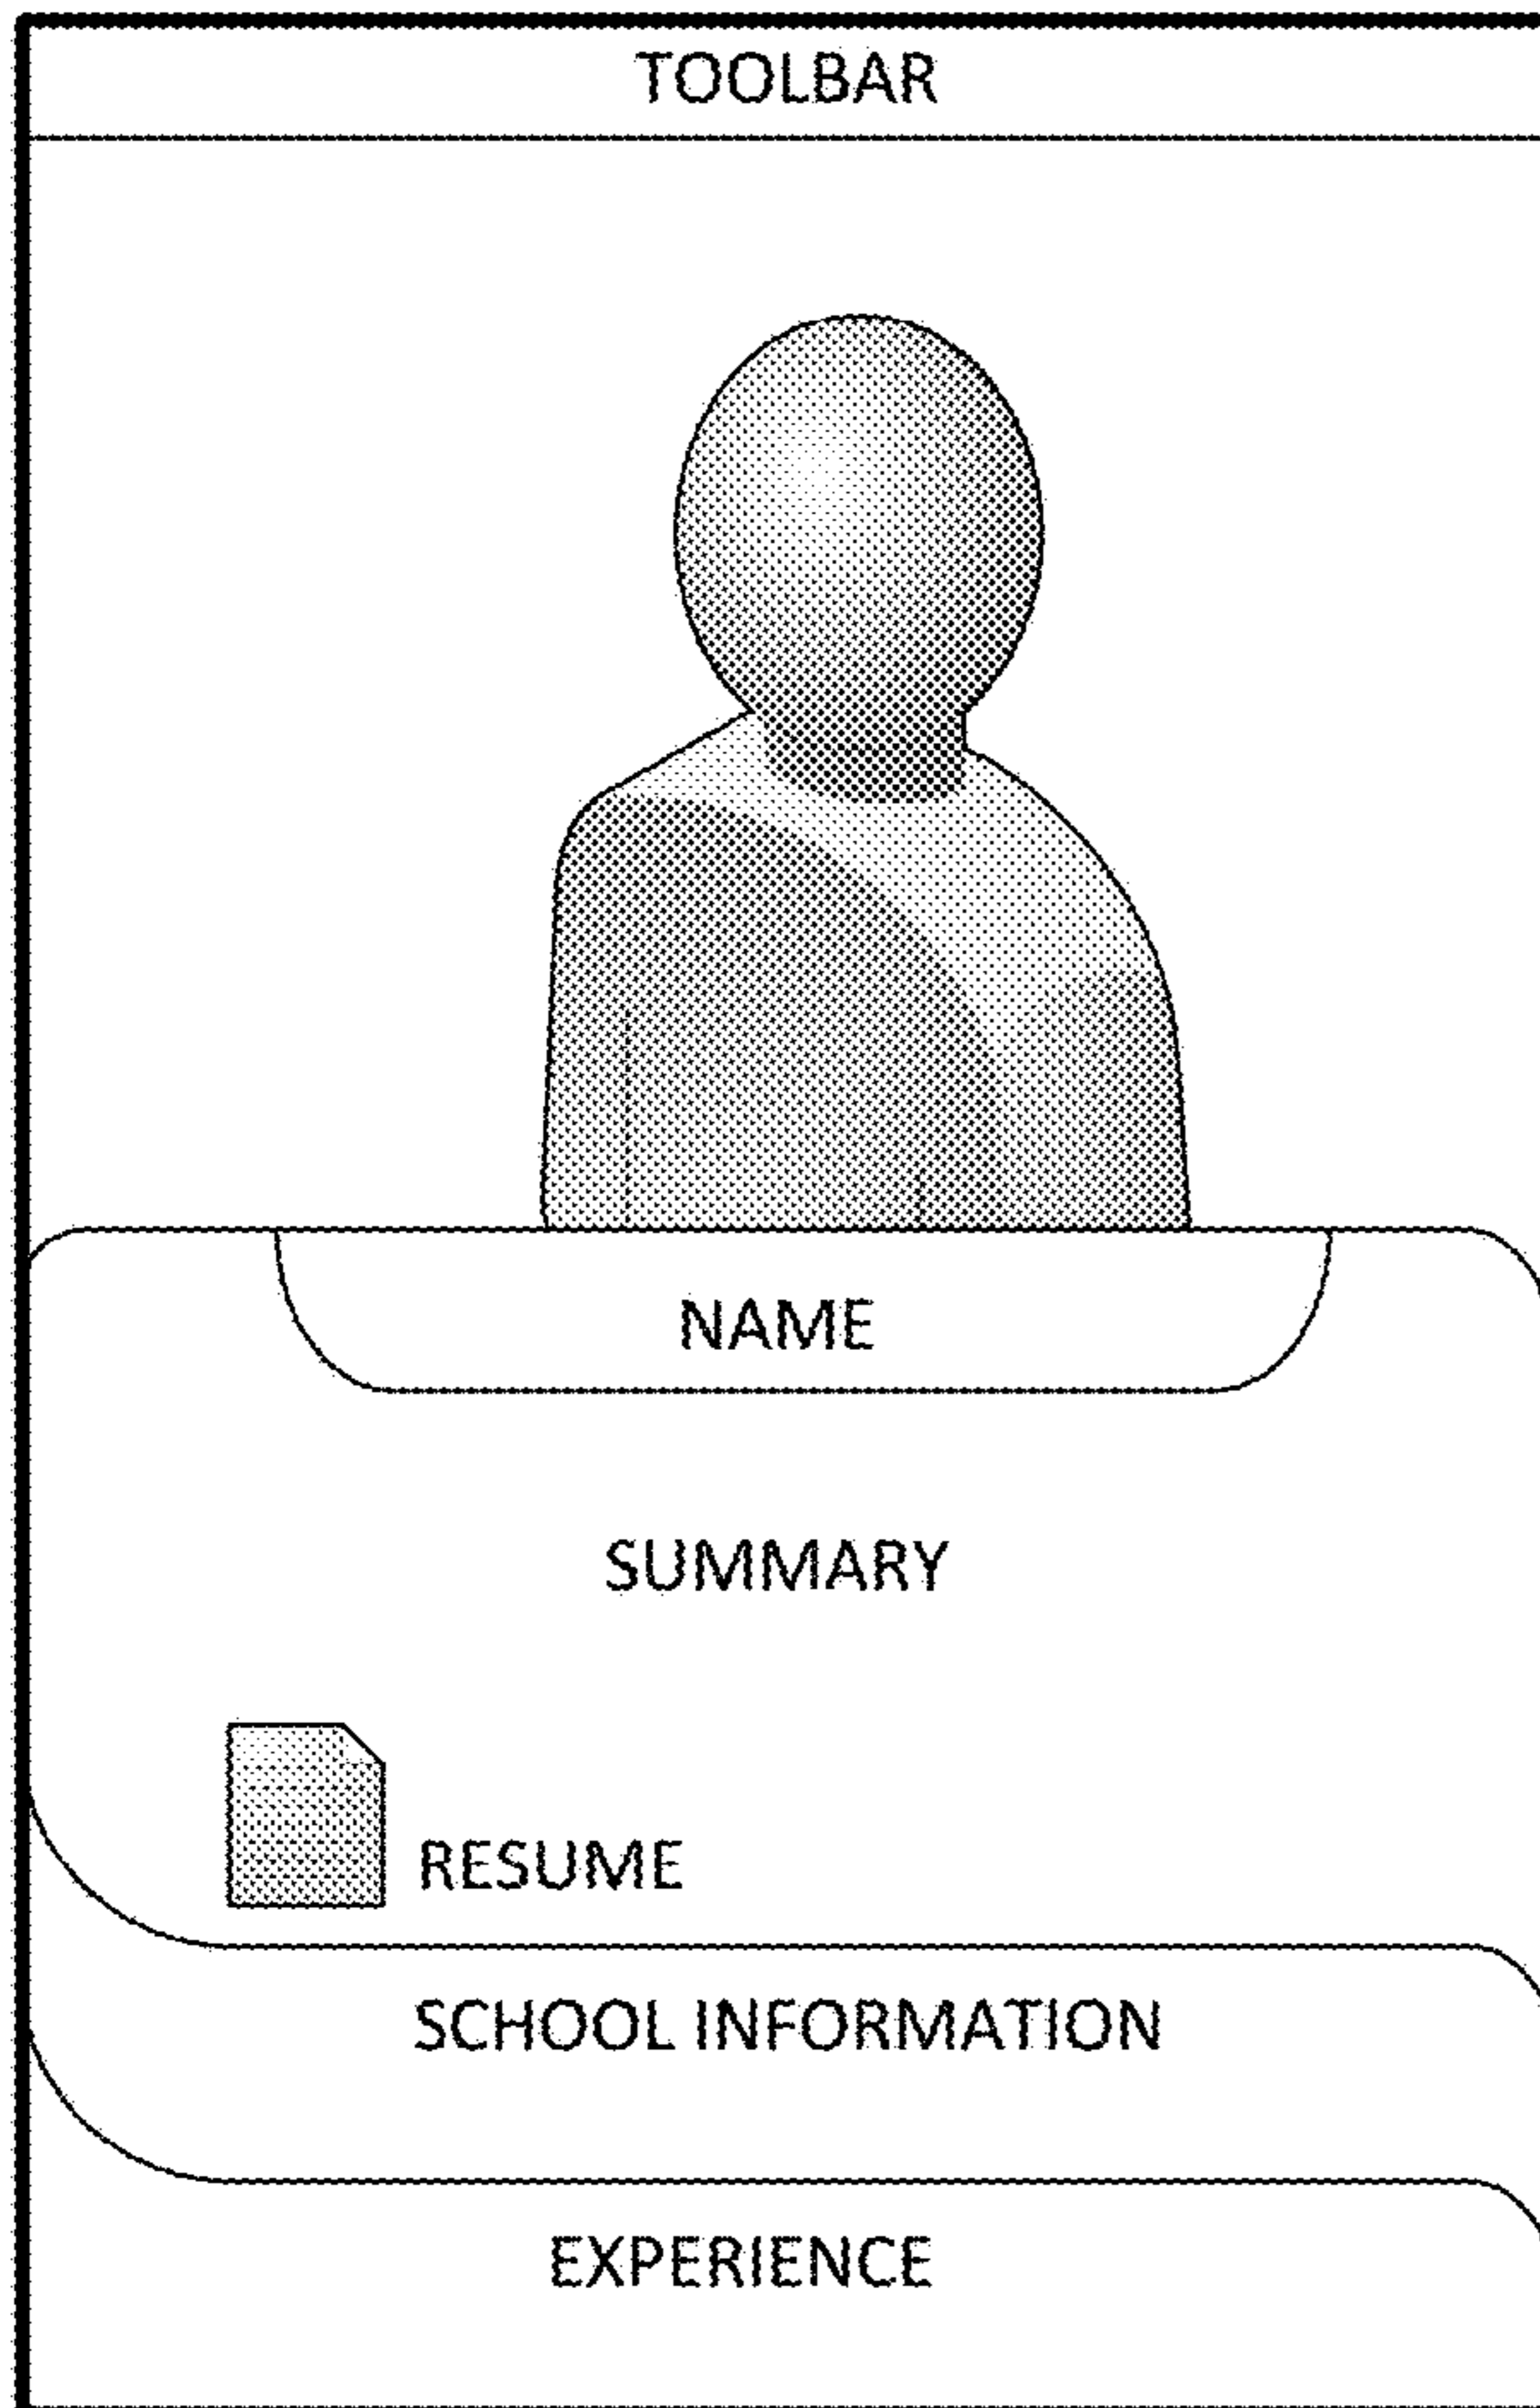 TOOLBAR
NAME
SUMMARY
RESUME
SCHOOL INFORMATION
EXPERIENCE